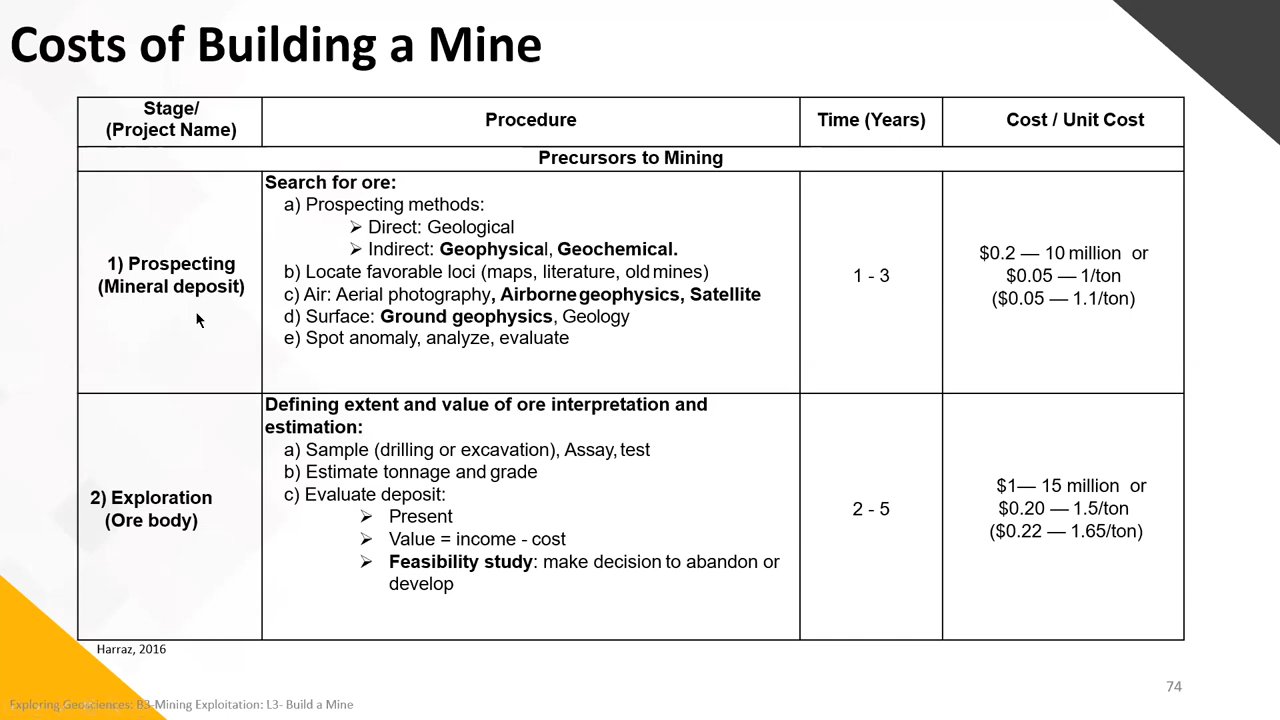 Costs of Building a Mine
Stage/
(Project Name)
Procedure
Time (Years)
Cost / Unit Cost
Precursors to Mining
1) Prospecting
(Mineral deposit)
Search for ore:
a) Prospecting methods:
➢ Direct: Geological
➢ Indirect: Geophysical, Geochemical.
b) Locate favorable loci (maps, literature, old mines)
c) Air: Aerial photography, Airborne geophysics, Satellite
d) Surface: Ground geophysics, Geology
e) Spot anomaly, analyze, evaluate
1 - 3
$0.2 — 10 million or
$0.05 — 1/ton
($0.05 — 1.1/ton)
2) Exploration
(Ore body)
Defining extent and value of ore interpretation and
estimation:
a) Sample (drilling or excavation), Assay, test
b) Estimate tonnage and grade
c) Evaluate deposit:
➢ Present
➢ Value = income - cost
➢ Feasibility study: make decision to abandon or
develop
2 - 5
$1— 15 million or
$0.20 — 1.5/ton
($0.22 — 1.65/ton)
Harraz, 2016
74
Exploring Geosciences: B3-Mining Exploitation: L3- Build a Mine